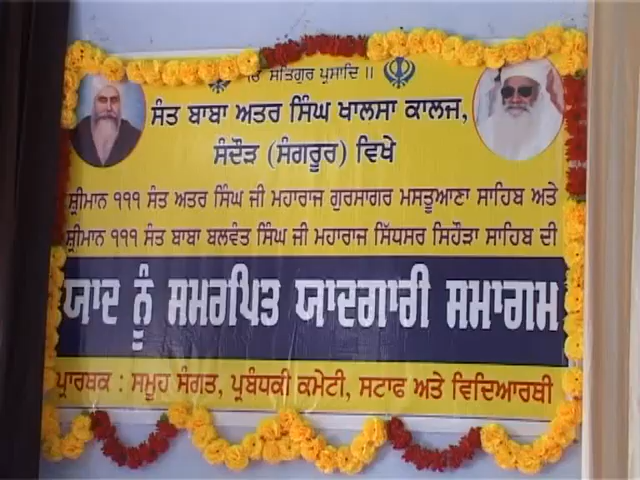 ੴ ਸਤਿਗੁਰ ਪ੍ਰਸਾਦਿ ॥
ਸੰਤ ਬਾਬਾ ਅਤਰ ਸਿੰਘ ਖਾਲਸਾ ਕਾਲਜ,
ਸੰਦੌੜ (ਸੰਗਰੂਰ) ਵਿਖੇ
ਸ਼੍ਰੀਮਾਨ ੧੧੧ ਸੰਤ ਅਤਰ ਸਿੰਘ ਜੀ ਮਹਾਰਾਜ ਗੁਰਸਾਗਰ ਮਸਤੂਆਣਾ ਸਾਹਿਬ ਅਤੇ
ਸ਼੍ਰੀਮਾਨ ੧੧੧ ਸੰਤ ਬਾਬਾ ਬਲਵੰਤ ਸਿੰਘ ਜੀ ਮਹਾਰਾਜ ਸਿੱਧਸਰ ਸਿਹੌੜਾ ਸਾਹਿਬ ਦੀ
ਯਾਦ ਨੂੰ ਸਮਰਪਿਤ ਯਾਦਗਾਰੀ ਸਮਾਗਮ
ਪ੍ਰਾਰਥਕ : ਸਮੂਹ ਸੰਗਤ, ਪ੍ਰਬੰਧਕੀ ਕਮੇਟੀ, ਸਟਾਫ ਅਤੇ ਵਿਦਿਆਰਥੀ